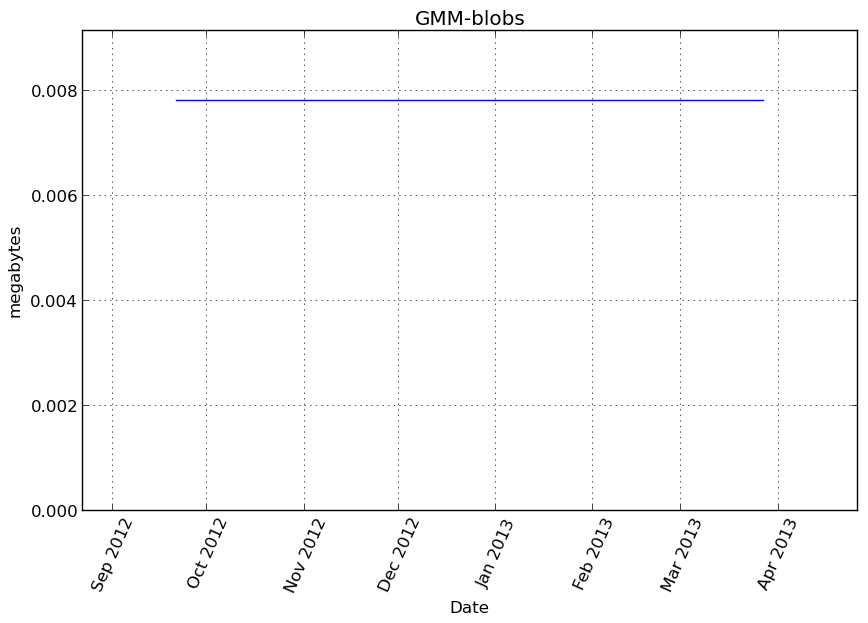 GMM-blobs
megabytes
0.008
0.006
0.004
0.002
0.000
Sep 2012
Oct 2012
Nov 2012
Dec 2012
Jan 2013
Feb 2013
Mar 2013
Apr 2013
Date